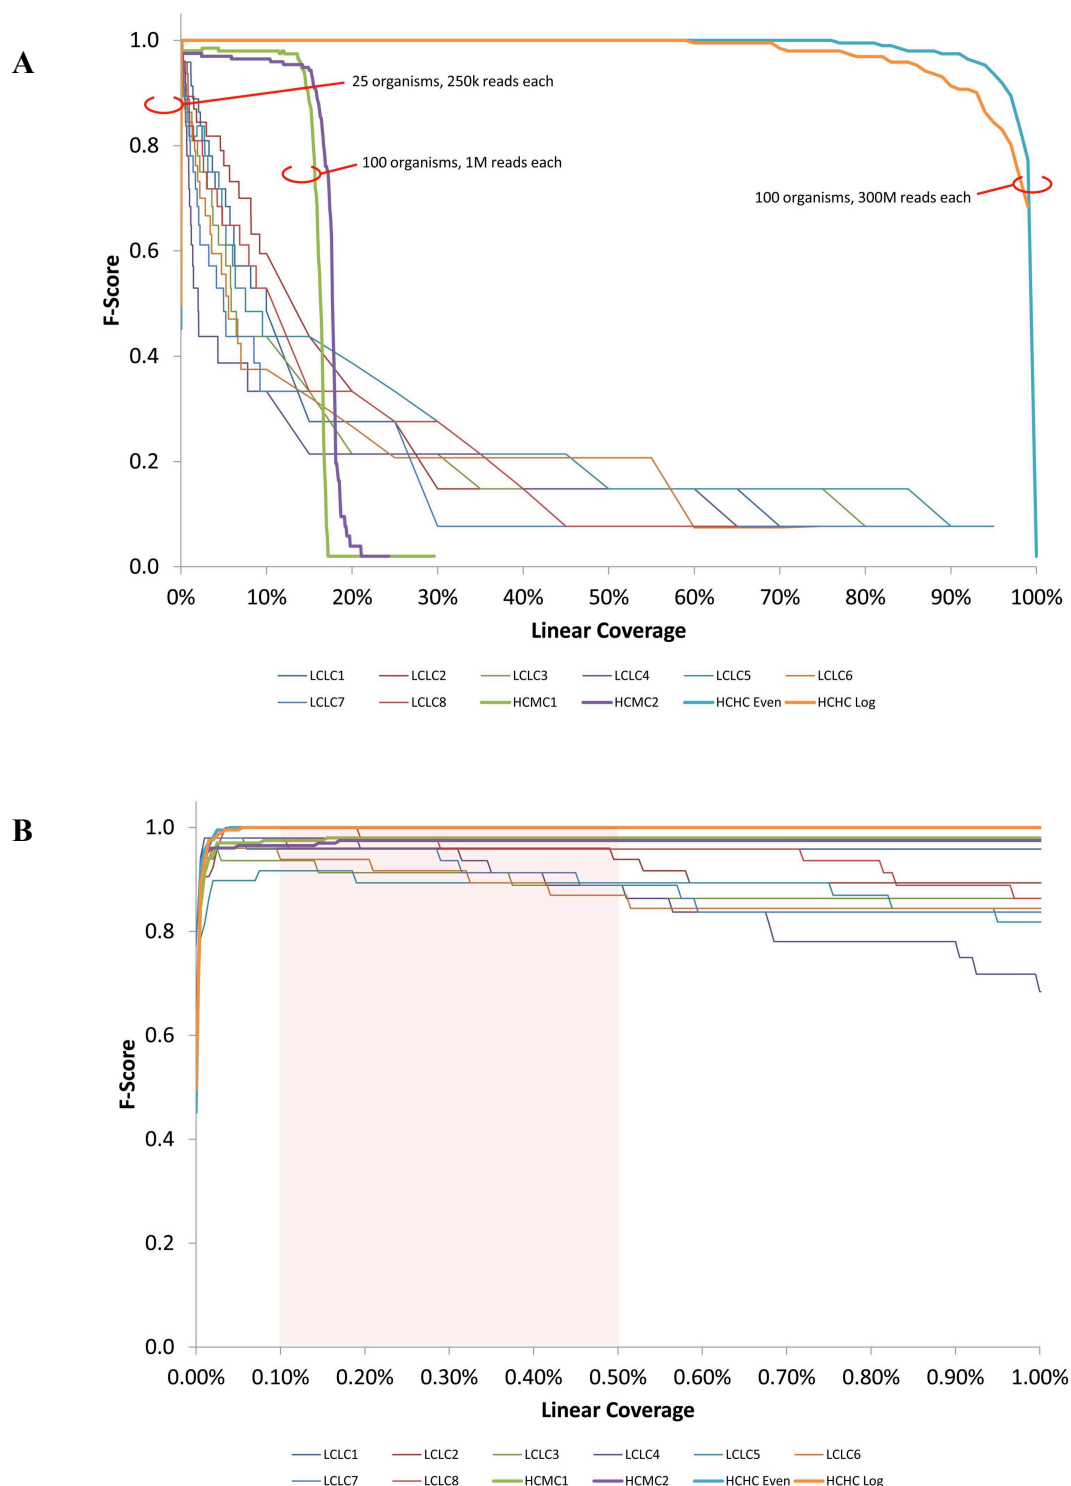 A
1.0
0.8
0.6
0.4
0.2
0.0
F-Score
25 organisms, 250k reads each
100 organisms, 1M reads each
100 organisms, 300M reads each
0% 10% 20% 30% 40% 50% 60% 70% 80% 90% 100%
Linear Coverage
LCLC1 LCLC2 LCLC3 LCLC4 LCLC5 LCLC6
LCLC7 LCLC8 HCMC1 HCMC2 HCHC Even HCHC Log
B
1.0
0.8
0.6
0.4
0.2
0.0
F-Score
0.00% 0.10% 0.20% 0.30% 0.40% 0.50% 0.60% 0.70% 0.80% 0.90% 1.00%
Linear Coverage
LCLC1 LCLC2 LCLC3 LCLC4 LCLC5 LCLC6
LCLC7 LCLC8 HCMC1 HCMC2 HCHC Even HCHC Log